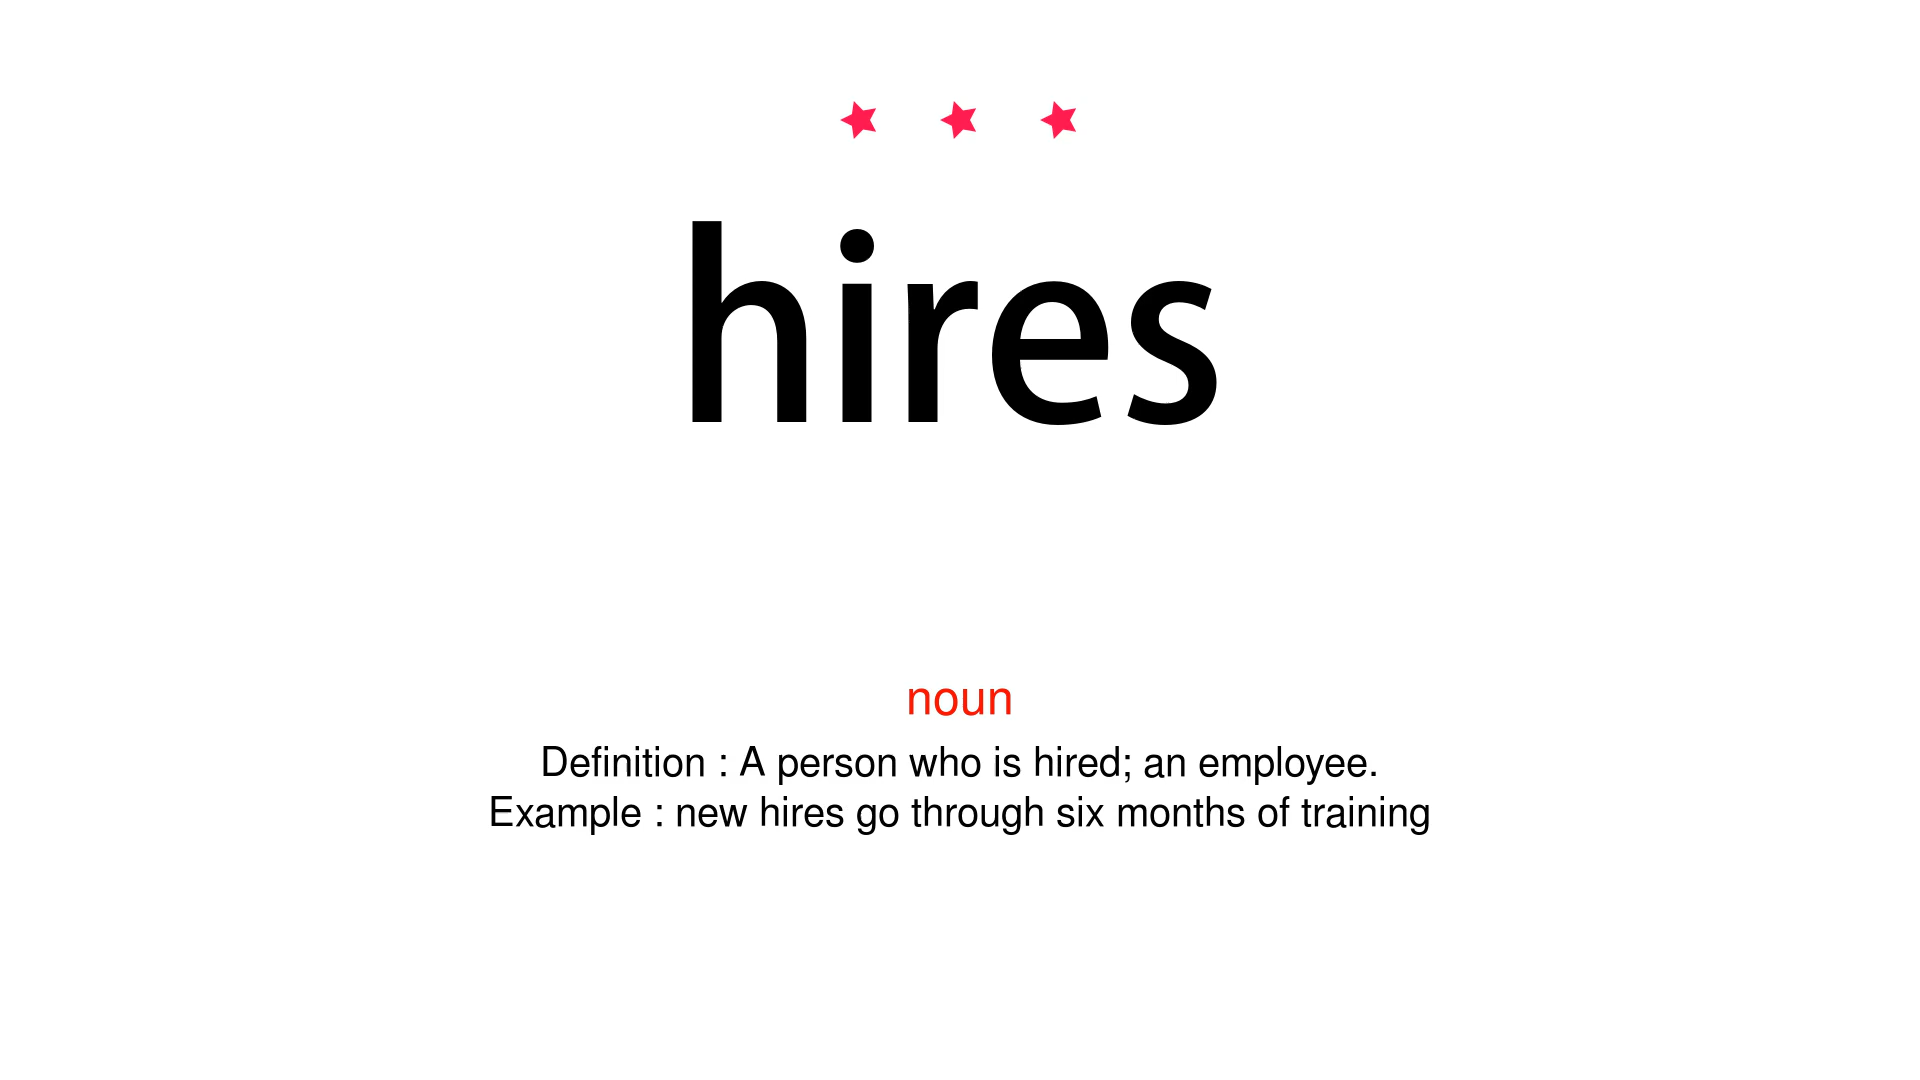 hires
noun
Definition : A person who is hired; an employee.
Example : new hires go through six months of training